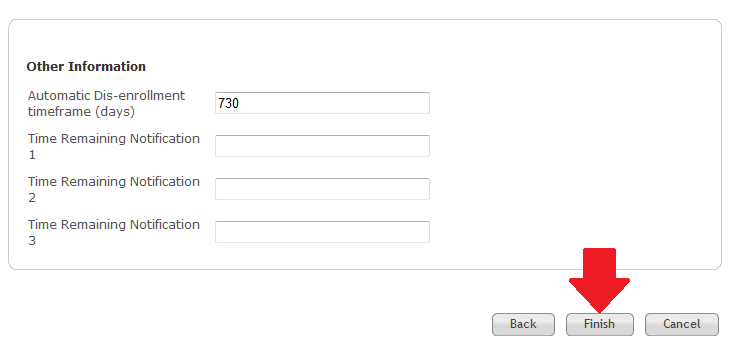 Other Information
Automatic Dis-enrollment
timeframe (days)
730
Time Remaining Notification
1
Time Remaining Notification
2
Time Remaining Notification
3
Back
Finish
Cancel